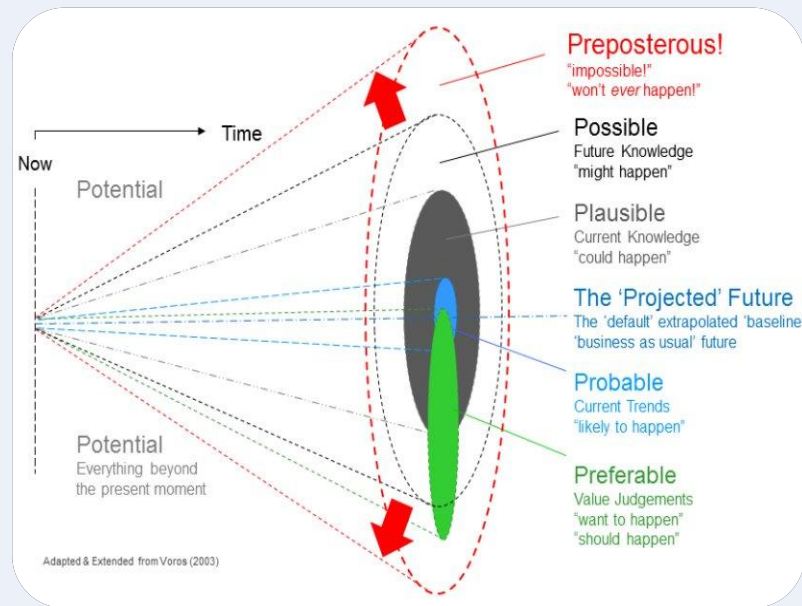 Preposterous!
"impossible!"
"won't ever happen!"
Time
Now
Potential
Possible
Future Knowledge
"might happen"
Plausible
Current Knowledge
"could happen"
The 'Projected' Future
The 'default' extrapolated 'baseline
'business as usual' future
Probable
Current Trends
"likely to happen"
Potential
Everything beyond
the present moment
Preferable
Value Judgements
"want to happen"
"should happen"
Adapted & Extended from Voros (2003)